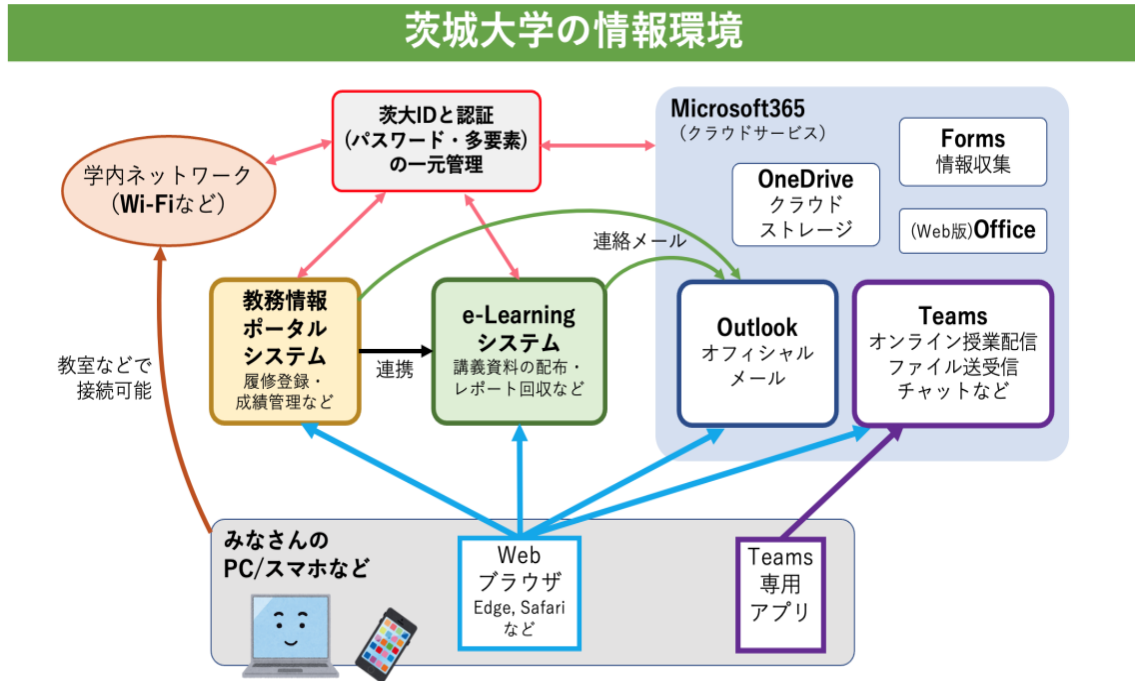 茨城大学の情報環境
茨大IDと認証
(パスワード・多要素)
の一元管理
学内ネットワーク
(Wi-Fiなど)
Microsoft365
(クラウドサービス)
Forms
情報収集
OneDrive
クラウド
ストレージ
(Web版)Office
連絡メール
教務情報
ポータル
システム
履修登録・
成績管理など
連携
e-Learning
システム
講義資料の配布・
レポート回収など
Outlook
オフィシャル
メール
Teams
オンライン授業配信
ファイル送受信
チャットなど
教室などで
接続可能
みなさんの
PC/スマホなど
Web
ブラウザ
Edge, Safari
など
Teams
専用
アプリ